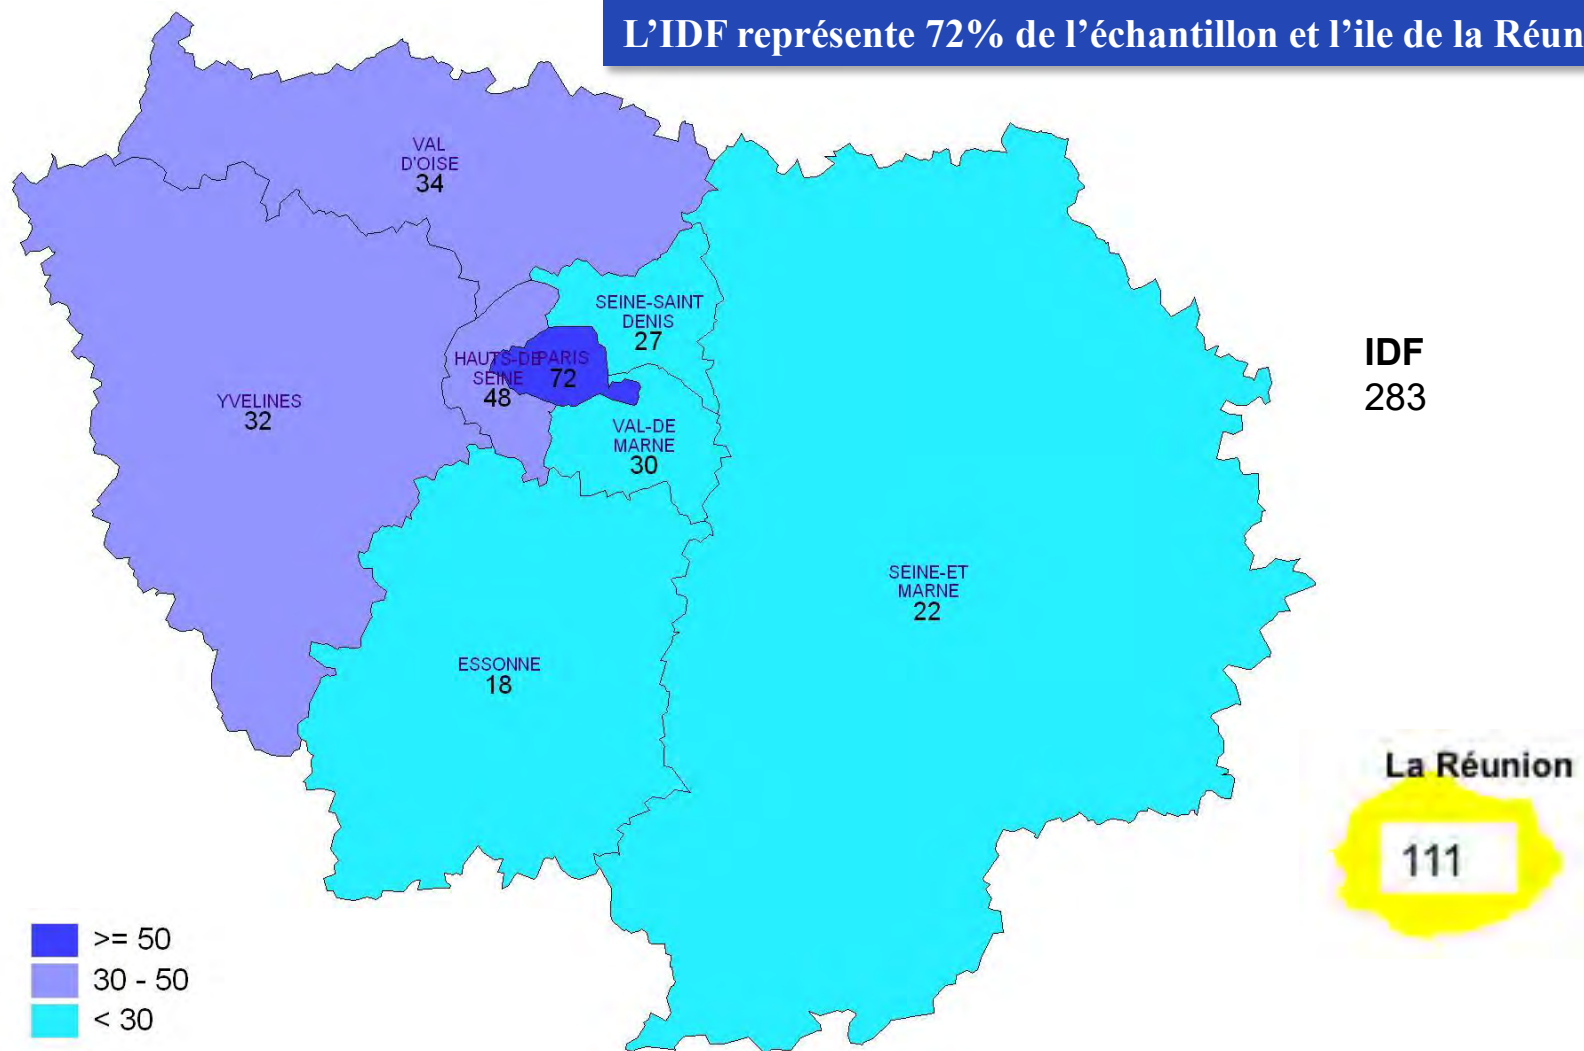 L’IDF représente 72% de l’échantillon et l’ile de la Réun
VAL
D'OISE
34
SEINE-SAINT
DENIS
27
HAUTS-DE
SEINE
48
PARIS
72
YVELINES
32
VAL-DE
MARNE
30
IDF
283
SEINE-ET
MARNE
22
ESSONNE
18
La Réunion
111
>= 50
30 - 50
< 30